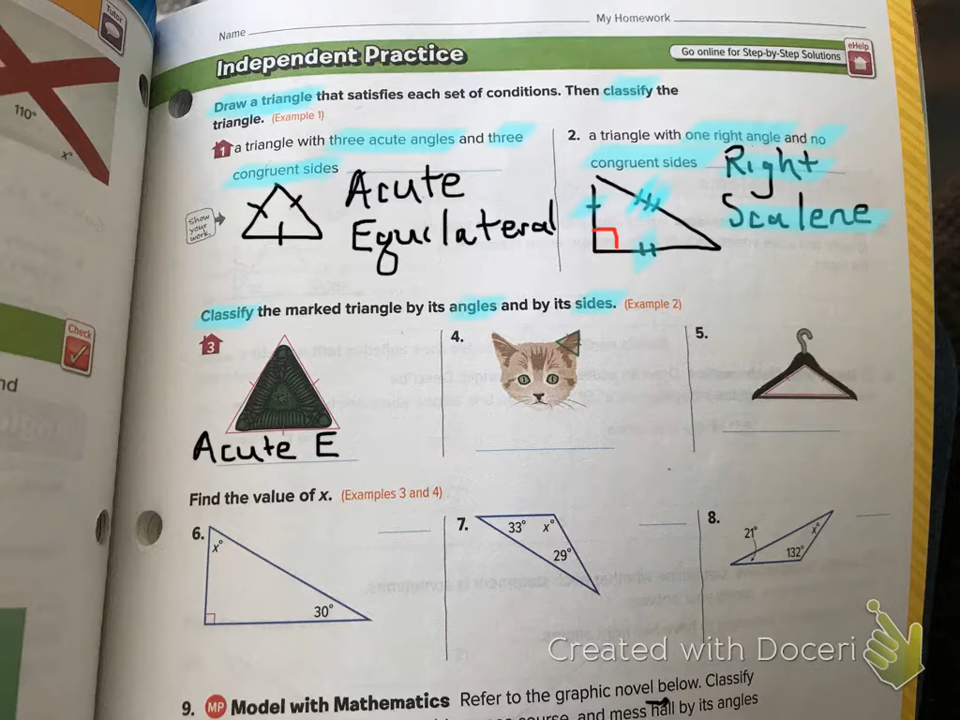 Tutor
Name
My Homework
Independent Practice
Go online for Step-by-Step Solutions
eHelp
Draw a triangle that satisfies each set of conditions. Then classify the
triangle. (Example 1)
1 a triangle with three acute angles and three
congruent sides
Show
your
work.
Acute
Equilateral
2. a triangle with one right angle and no
congruent sides
Right
Scalene
110°
x°
Classify the marked triangle by its angles and by its sides. (Example 2)
Check
3
Acute E
4.
5.
nd
Find the value of x. (Examples 3 and 4)
6.
x°
30°
7.
33°
x°
29°
8.
21°
x°
132°
Created with Doceri
9. MP Model with Mathematics Refer to the graphic novel below. Classify
course, and mess hall by its angles